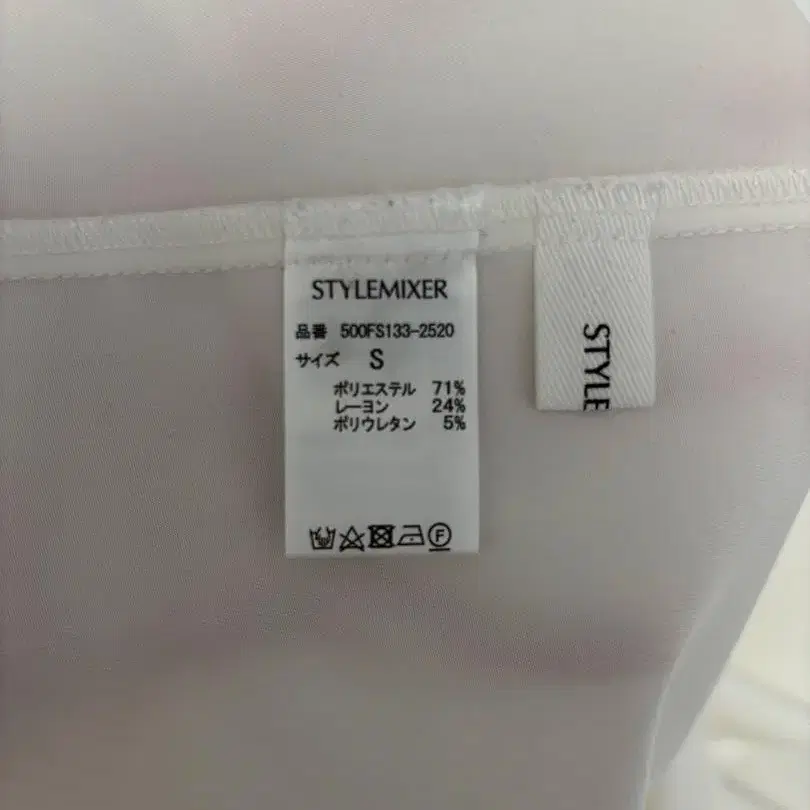 STYLEMIXER
品番 500FS133-2520
サイズ S
ポリエステル 71%
レーヨン 24%
ポリウレタン 5%
F
STYLE